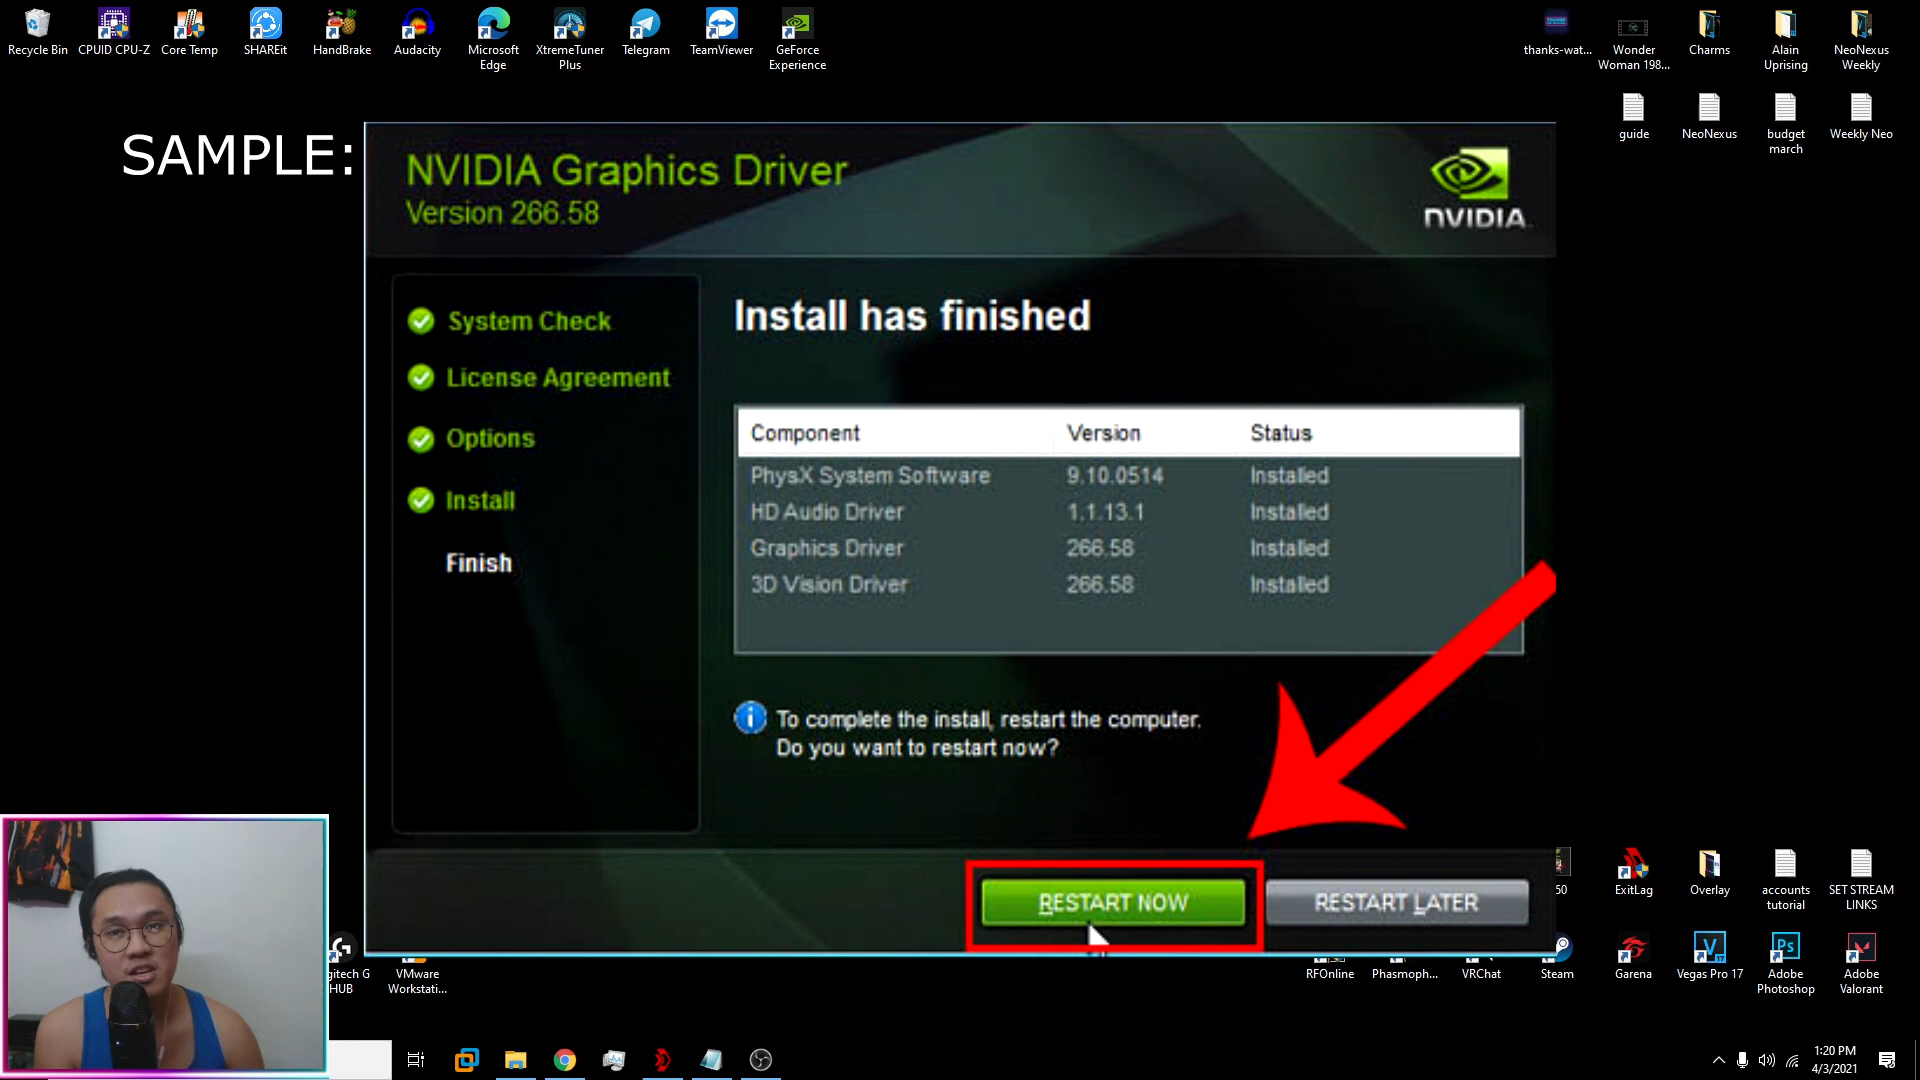 Recycle Bin
CPUID CPU-Z
Core Temp
SHAREit
HandBrake
Audacity
Microsoft
Edge
XtremeTuner
Plus
Telegram
TeamViewer
GeForce
Experience
thanks-wat...
Wonder
Woman 198...
Charms
Alain
Uprising
NeoNexus
Weekly
guide
NeoNexus
budget
march
Weekly Neo
SAMPLE:
NVIDIA Graphics Driver
Version 266.58
NVIDIA
System Check
License Agreement
Options
Install
Finish
Install has finished
Component Version Status
PhysX System Software 9.10.0514 Installed
HD Audio Driver 1.1.13.1 Installed
Graphics Driver 266.58 Installed
3D Vision Driver 266.58 Installed
To complete the install, restart the computer.
Do you want to restart now?
RESTART NOW
RESTART LATER
50
ExitLag
Overlay
accounts
tutorial
SET STREAM
LINKS
gitech G
HUB
VMware
Workstati...
RFOnline
Phasmoph...
VRChat
Steam
Garena
Vegas Pro 17
Adobe
Photoshop
Adobe
Valorant
1:20 PM
4/3/2021